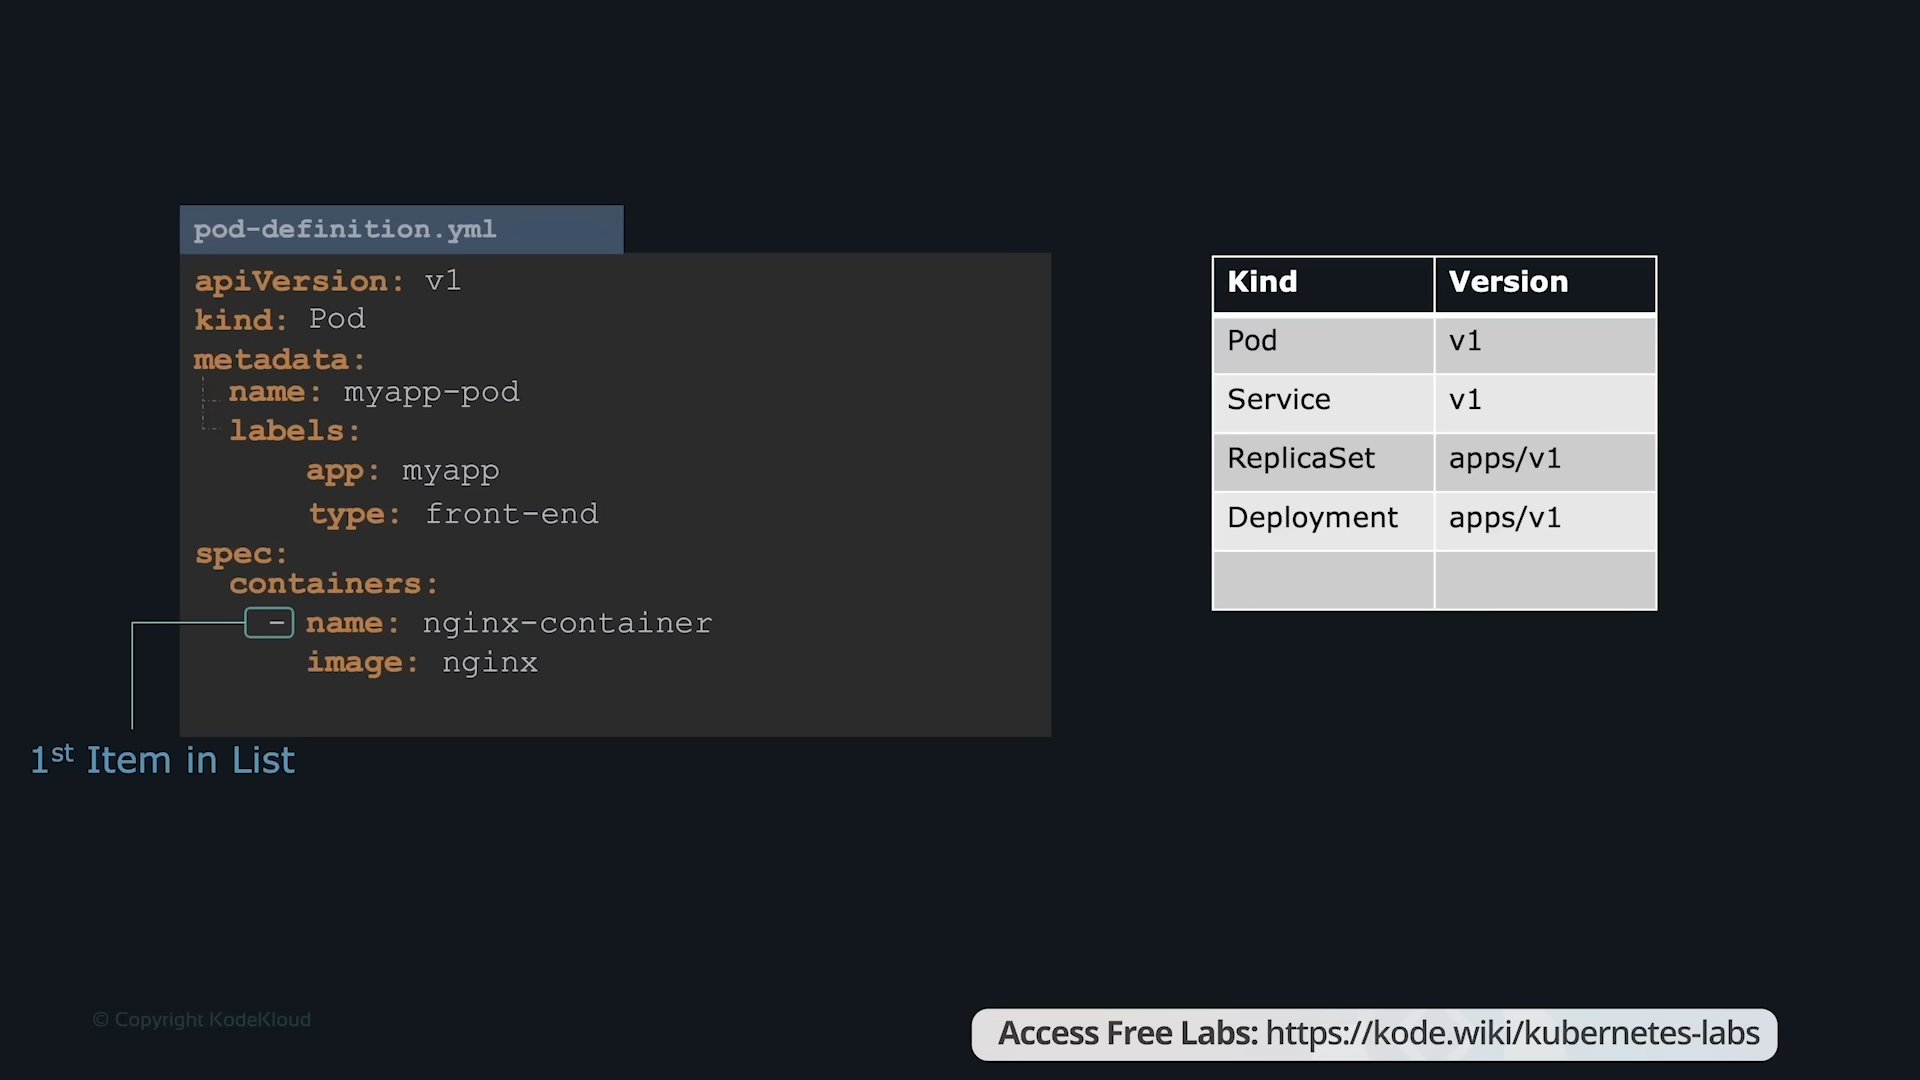 pod-definition.yml
apiVersion: v1
kind: Pod
metadata:
name: myapp-pod
labels:
app: myapp
type: front-end
spec:
containers:
- name: nginx-container
image: nginx
1st Item in List
Kind Version
Pod v1
Service v1
ReplicaSet apps/v1
Deployment apps/v1
© Copyright KodeKloud
Access Free Labs: https://kode.wiki/kubernetes-labs